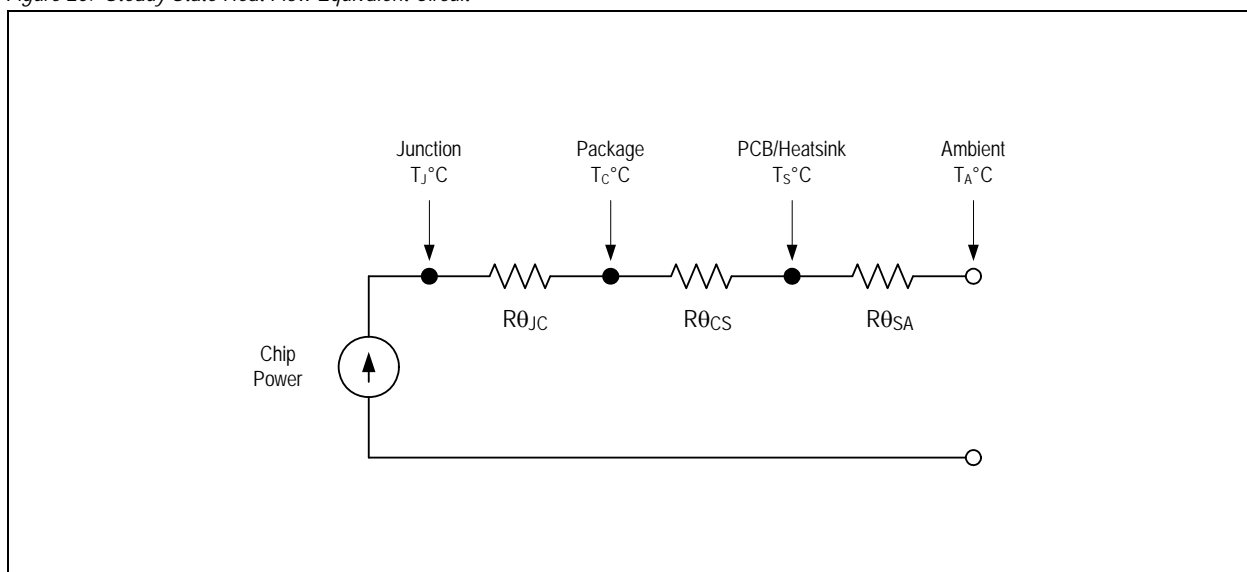 Junction
TJ°C
Package
TC°C
PCB/Heatsink
TS°C
Ambient
TA°C
RθJC
RθCS
RθSA
Chip
Power